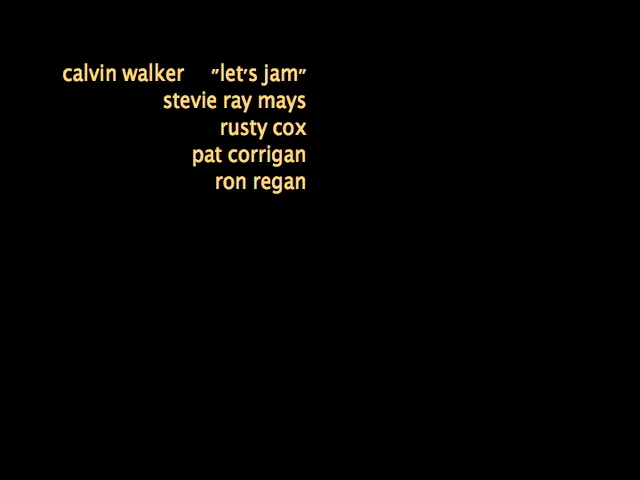 calvin walker "let's jam"
stevie ray mays
rusty cox
pat corrigan
ron regan